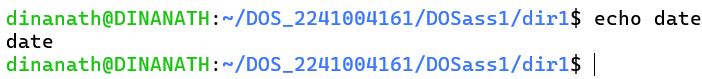 dinanath@DINANATH:~/DOS_2241004161/DOSass1/dir1$ echo date
date
dinanath@DINANATH:~/DOS_2241004161/DOSass1/dir1$